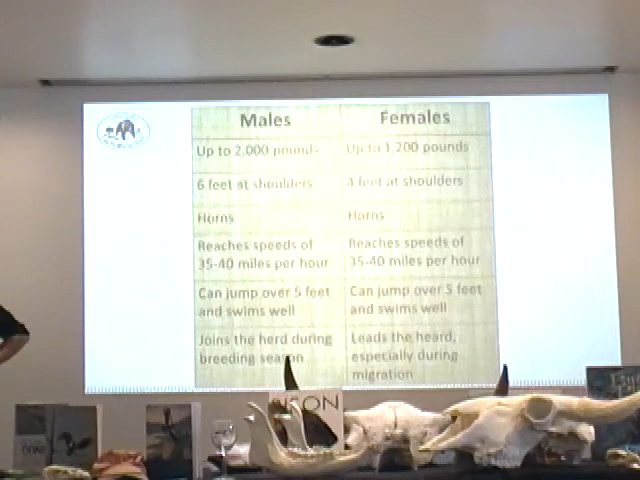 Males
Females
Up to 2,000 pounds
Up to 1,200 pounds
6 feet at shoulders
4 feet at shoulders
Horns
Horns
Reaches speeds of
35-40 miles per hour
Reaches speeds of
35-40 miles per hour
Can jump over 5 feet
and swims well
Can jump over 5 feet
and swims well
Joins the herd during
breeding season
Leads the heard,
especially during
migration